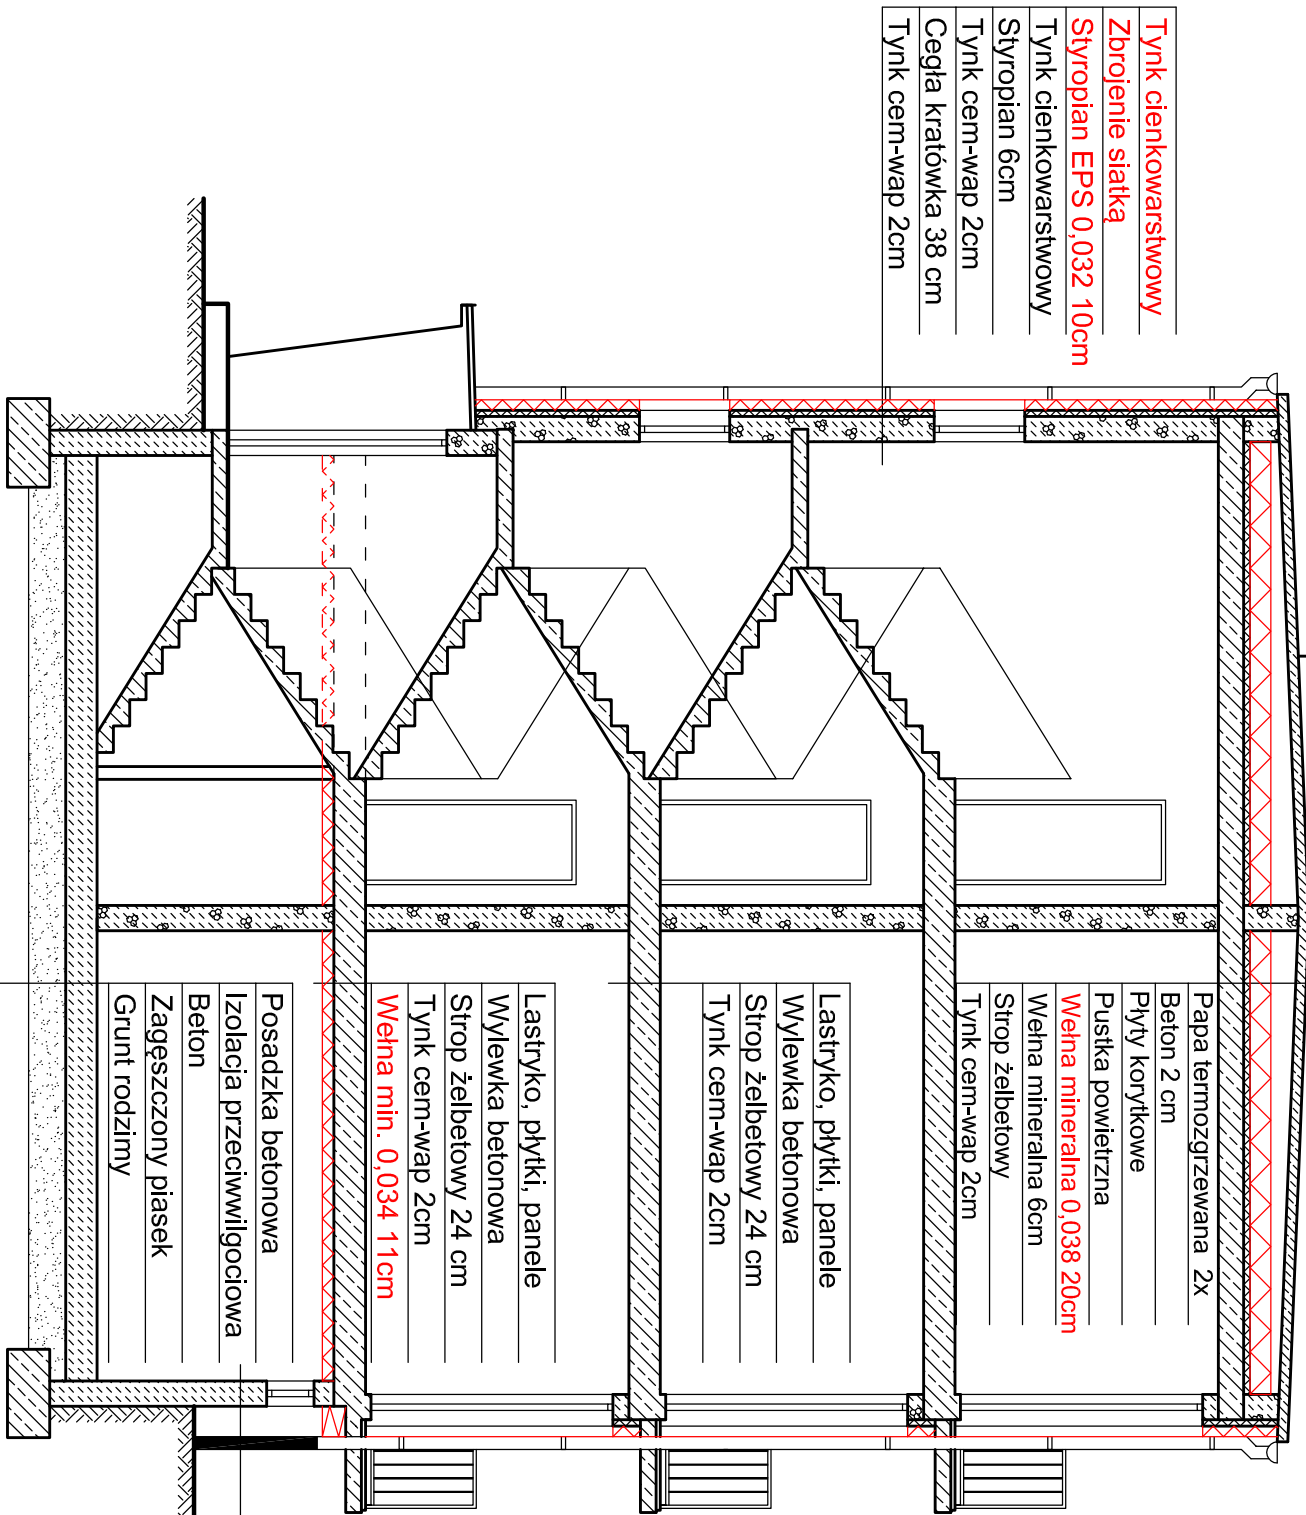 Tynk cienkowarstwowy
Zbrojenie siatką
Styropian EPS 0,032 10cm
Tynk cienkowarstwowy
Styropian 6cm
Tynk cem-wap 2cm
Cegła kratówka 38 cm
Tynk cem-wap 2cm
Papa termozgrzewana 2x
Beton 2 cm
Płyty korytkowe
Pustka powietrzna
Wełna mineralna 0,038 20cm
Wełna mineralna 6cm
Strop żelbetowy
Tynk cem-wap 2cm
Lastryko, płytki, panele
Wylewka betonowa
Strop żelbetowy 24 cm
Tynk cem-wap 2cm
Lastryko, płytki, panele
Wylewka betonowa
Strop żelbetowy 24 cm
Tynk cem-wap 2cm
Wełna min. 0,034 11cm
Posadzka betonowa
Izolacja przeciwwilgociowa
Beton
Zagęszczony piasek
Grunt rodzimy